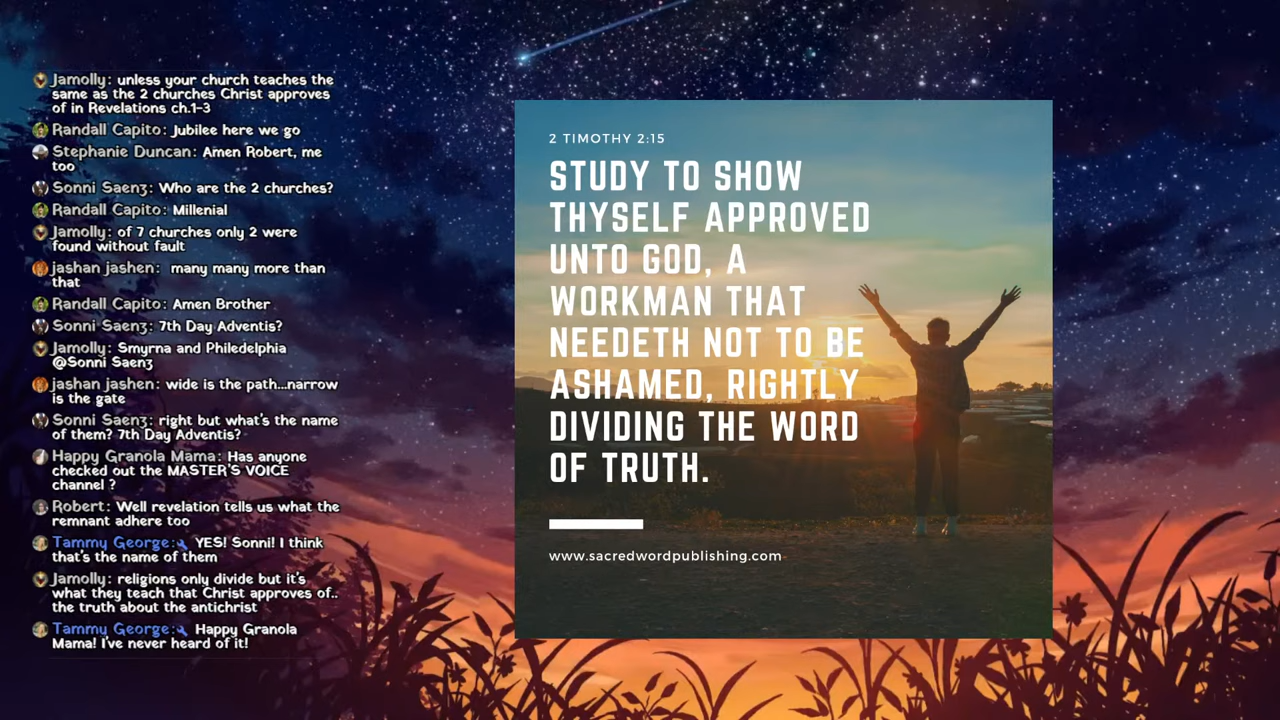 Jamolly: unless your church teaches the
same as the 2 churches Christ approves
of in Revelations ch.1-3
Randall Capito: Jubilee here we go
Stephanie Duncan: Amen Robert, me
too
Sonni Saenz: Who are the 2 churches?
Randall Capito: Millenial
Jamolly: of 7 churches only 2 were
found without fault
jashan jashen: many many more than
that
Randall Capito: Amen Brother
Sonni Saenz: 7th Day Adventis?
Jamolly: Smyrna and Philedelphia
@Sonni Saenz
jashan jashen: wide is the path...narrow
is the gate
Sonni Saenz: right but what's the name
of them? 7th Day Adventis?
Happy Granola Mama: Has anyone
checked out the MASTER'S VOICE
channel ?
Robert: Well revelation tells us what the
remnant adhere too
Tammy George: YES! Sonni! I think
that's the name of them
Jamolly: religions only divide but it's
what they teach that Christ approves of..
the truth about the antichrist
Tammy George: Happy Granola
Mama! I've never heard of it!
2 TIMOTHY 2:15
STUDY TO SHOW
THYSELF APPROVED
UNTO GOD, A
WORKMAN THAT
NEEDETH NOT TO BE
ASHAMED, RIGHTLY
DIVIDING THE WORD
OF TRUTH.
www.sacredwordpublishing.com